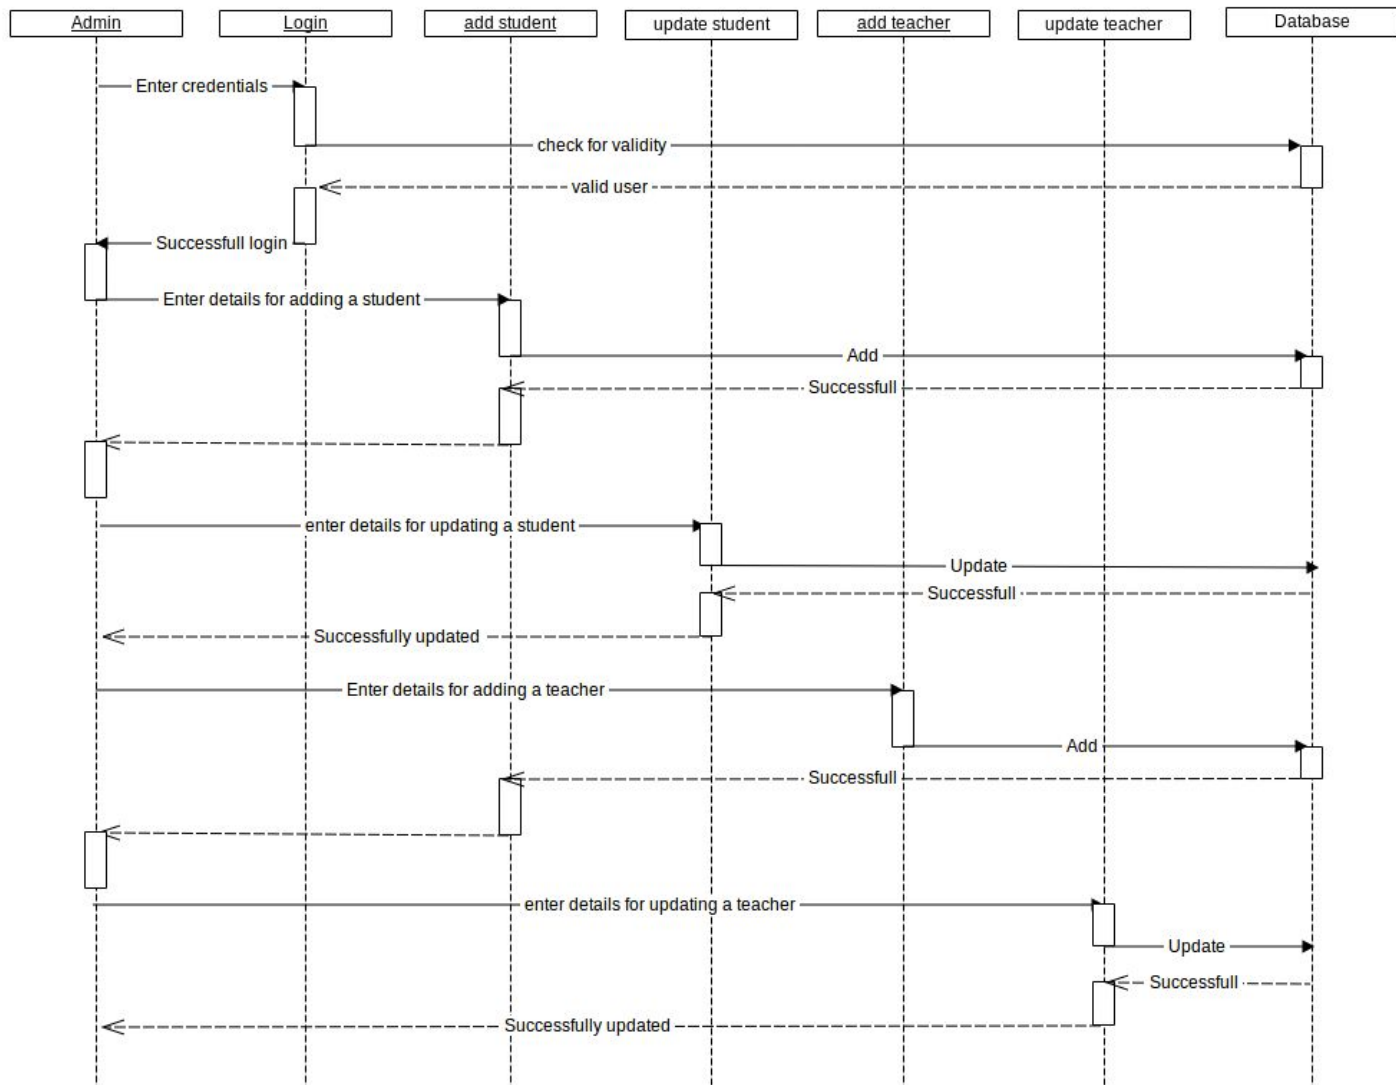 Admin
Login
add student
update student
add teacher
update teacher
Database
Enter credentials
check for validity
valid user
Successfull login
Enter details for adding a student
Add
Successfull
enter details for updating a student
Update
Successfull
Successfully updated
Enter details for adding a teacher
Add
Successfull
enter details for updating a teacher
Update
Successfull
Successfully updated